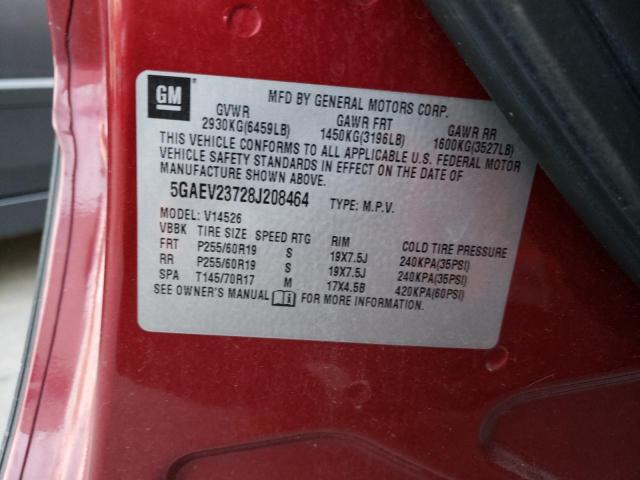 GM
MFD BY GENERAL MOTORS CORP.
GVWR GAWR FRT GAWR RR
2930KG(6459LB) 1450KG(3196LB) 1600KG(3527LB)
THIS VEHICLE CONFORMS TO ALL APPLICABLE U.S. FEDERAL MOTOR
VEHICLE SAFETY STANDARDS IN EFFECT ON THE DATE OF
MANUFACTURE SHOWN ABOVE.
5GAEV23728J208464 TYPE: M.P.V.
MODEL: V14526
VBBK TIRE SIZE SPEED RTG RIM COLD TIRE PRESSURE
FRT P255/60R19 S 19X7.5J 240KPA(35PSI)
RR P255/60R19 S 19X7.5J 240KPA(35PSI)
SPA T145/70R17 M 17X4.5B 420KPA(60PSI)
SEE OWNER'S MANUAL FOR MORE INFORMATION.